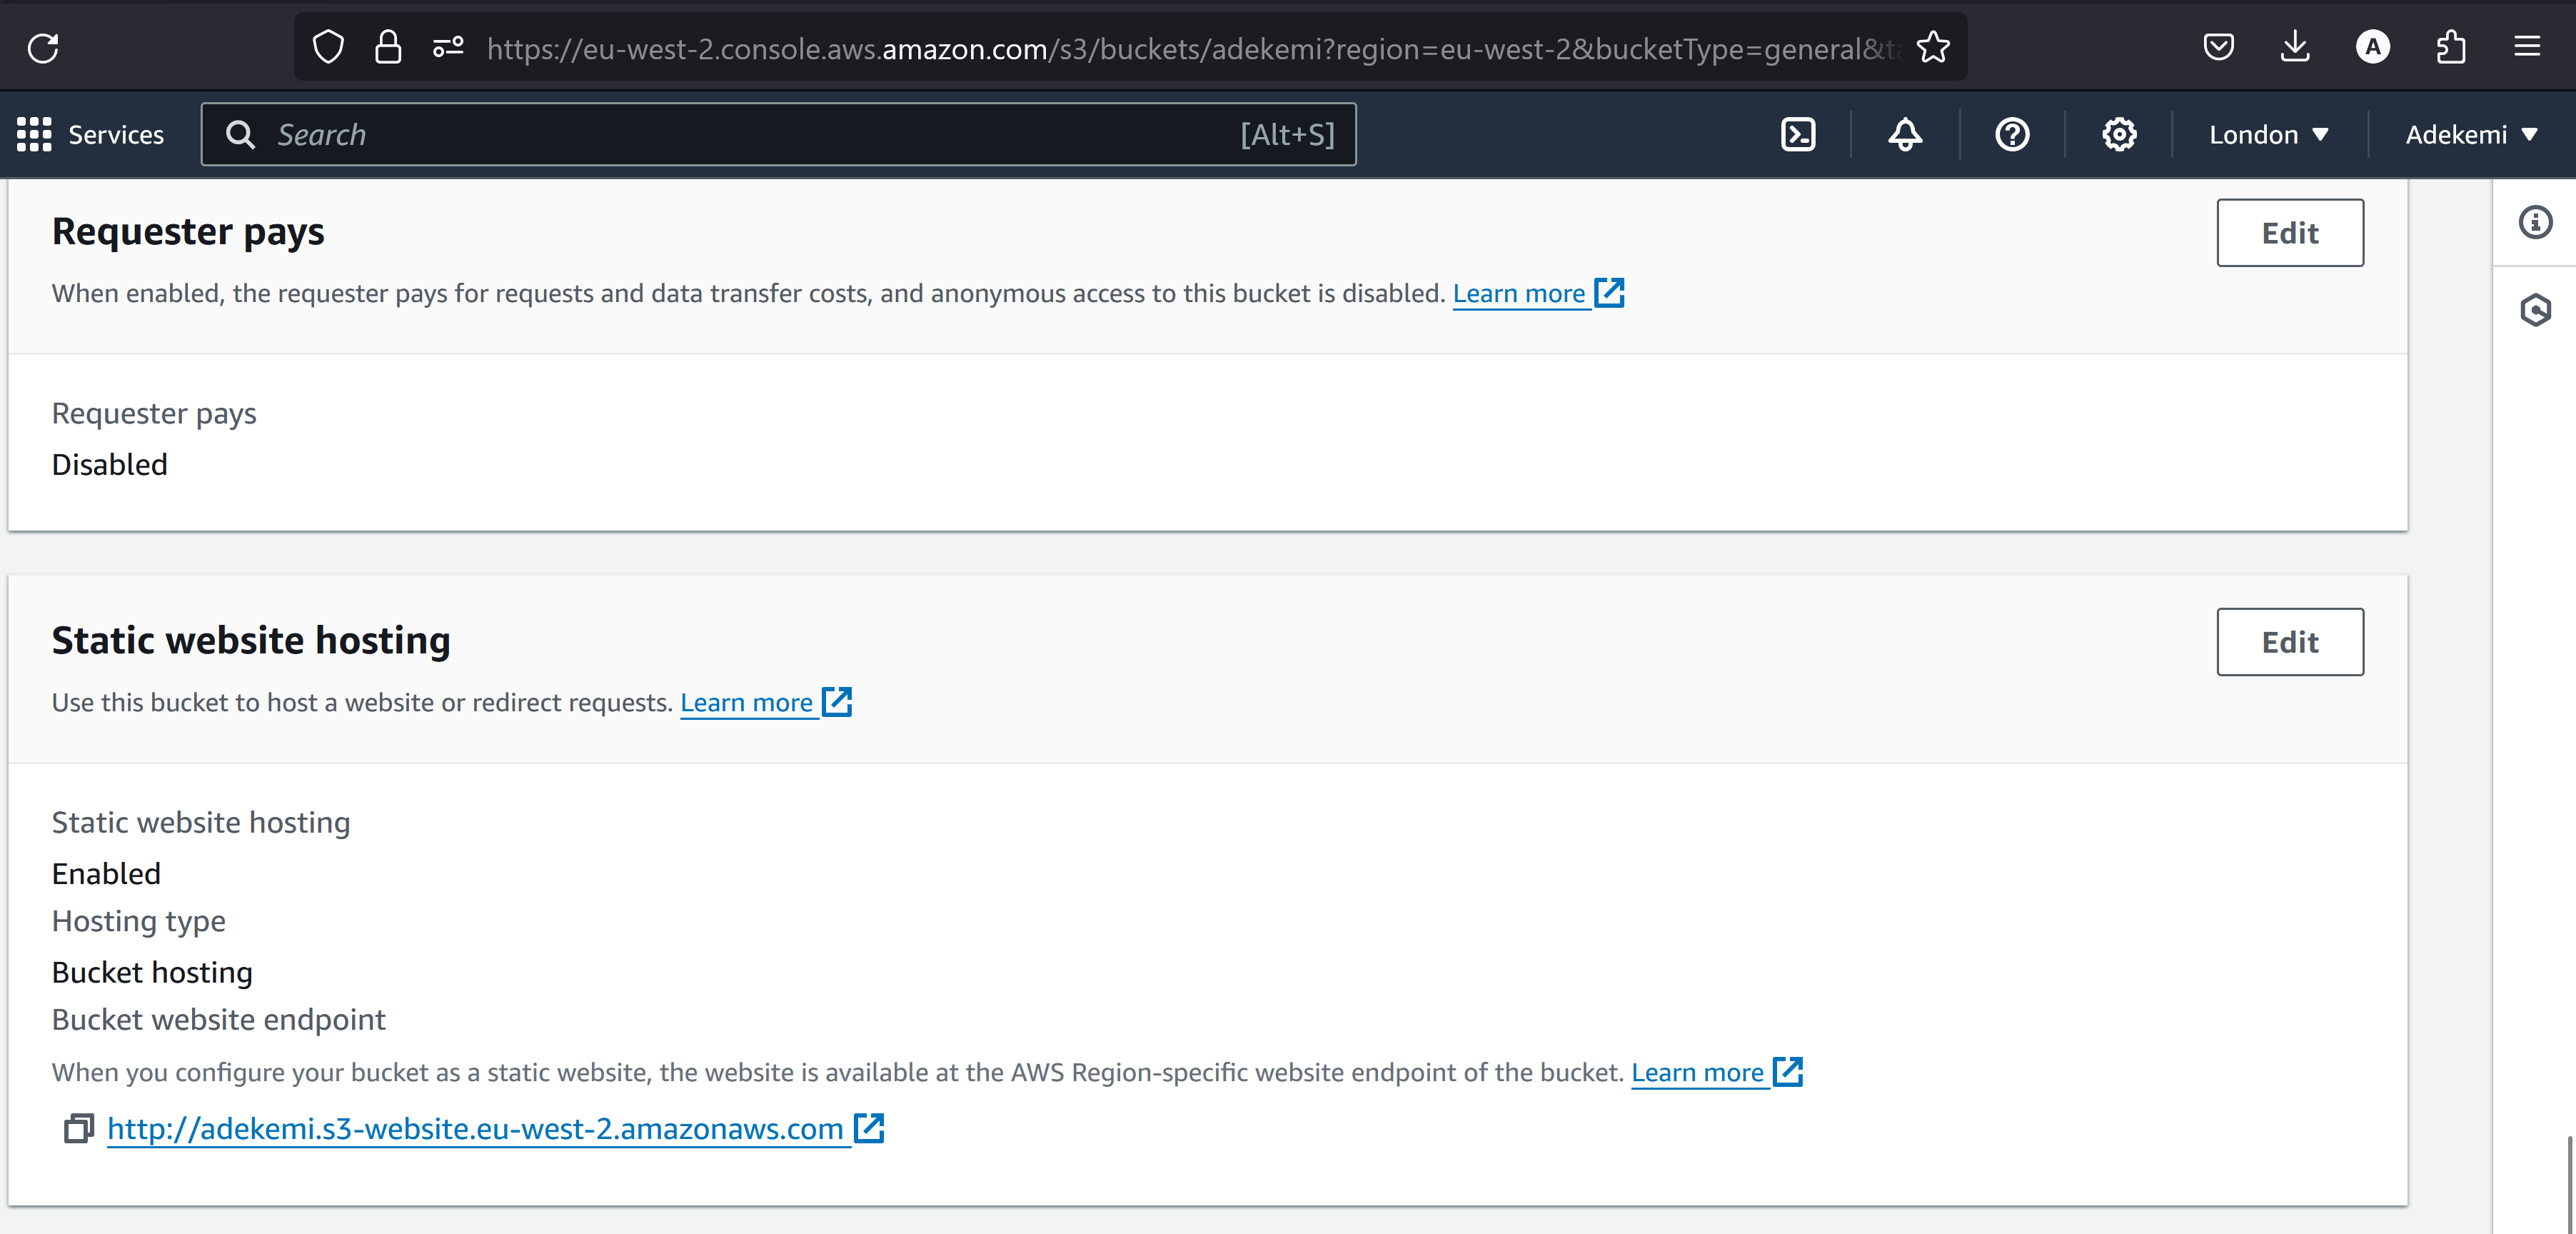 https://eu-west-2.console.aws.amazon.com/s3/buckets/adekemi?region=eu-west-2&bucketType=general&ta
A
Services
Search
[Alt+S]
London
Adekemi
Requester pays
Edit
When enabled, the requester pays for requests and data transfer costs, and anonymous access to this bucket is disabled. Learn more
Requester pays
Disabled
Static website hosting
Edit
Use this bucket to host a website or redirect requests. Learn more
Static website hosting
Enabled
Hosting type
Bucket hosting
Bucket website endpoint
When you configure your bucket as a static website, the website is available at the AWS Region-specific website endpoint of the bucket. Learn more
http://adekemi.s3-website.eu-west-2.amazonaws.com